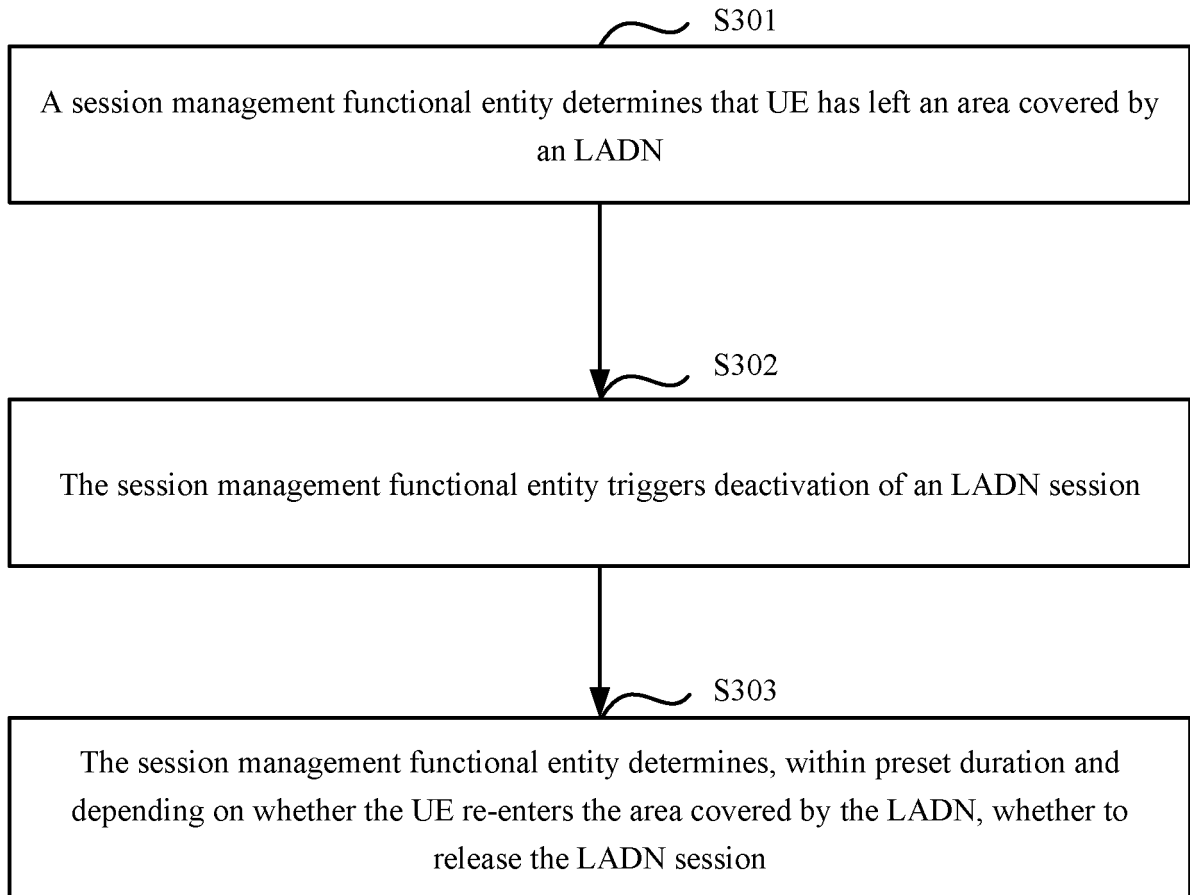 S301
A session management functional entity determines that UE has left an area covered by
an LADN
S302
The session management functional entity triggers deactivation of an LADN session
S303
The session management functional entity determines, within preset duration and
depending on whether the UE re-enters the area covered by the LADN, whether to
release the LADN session